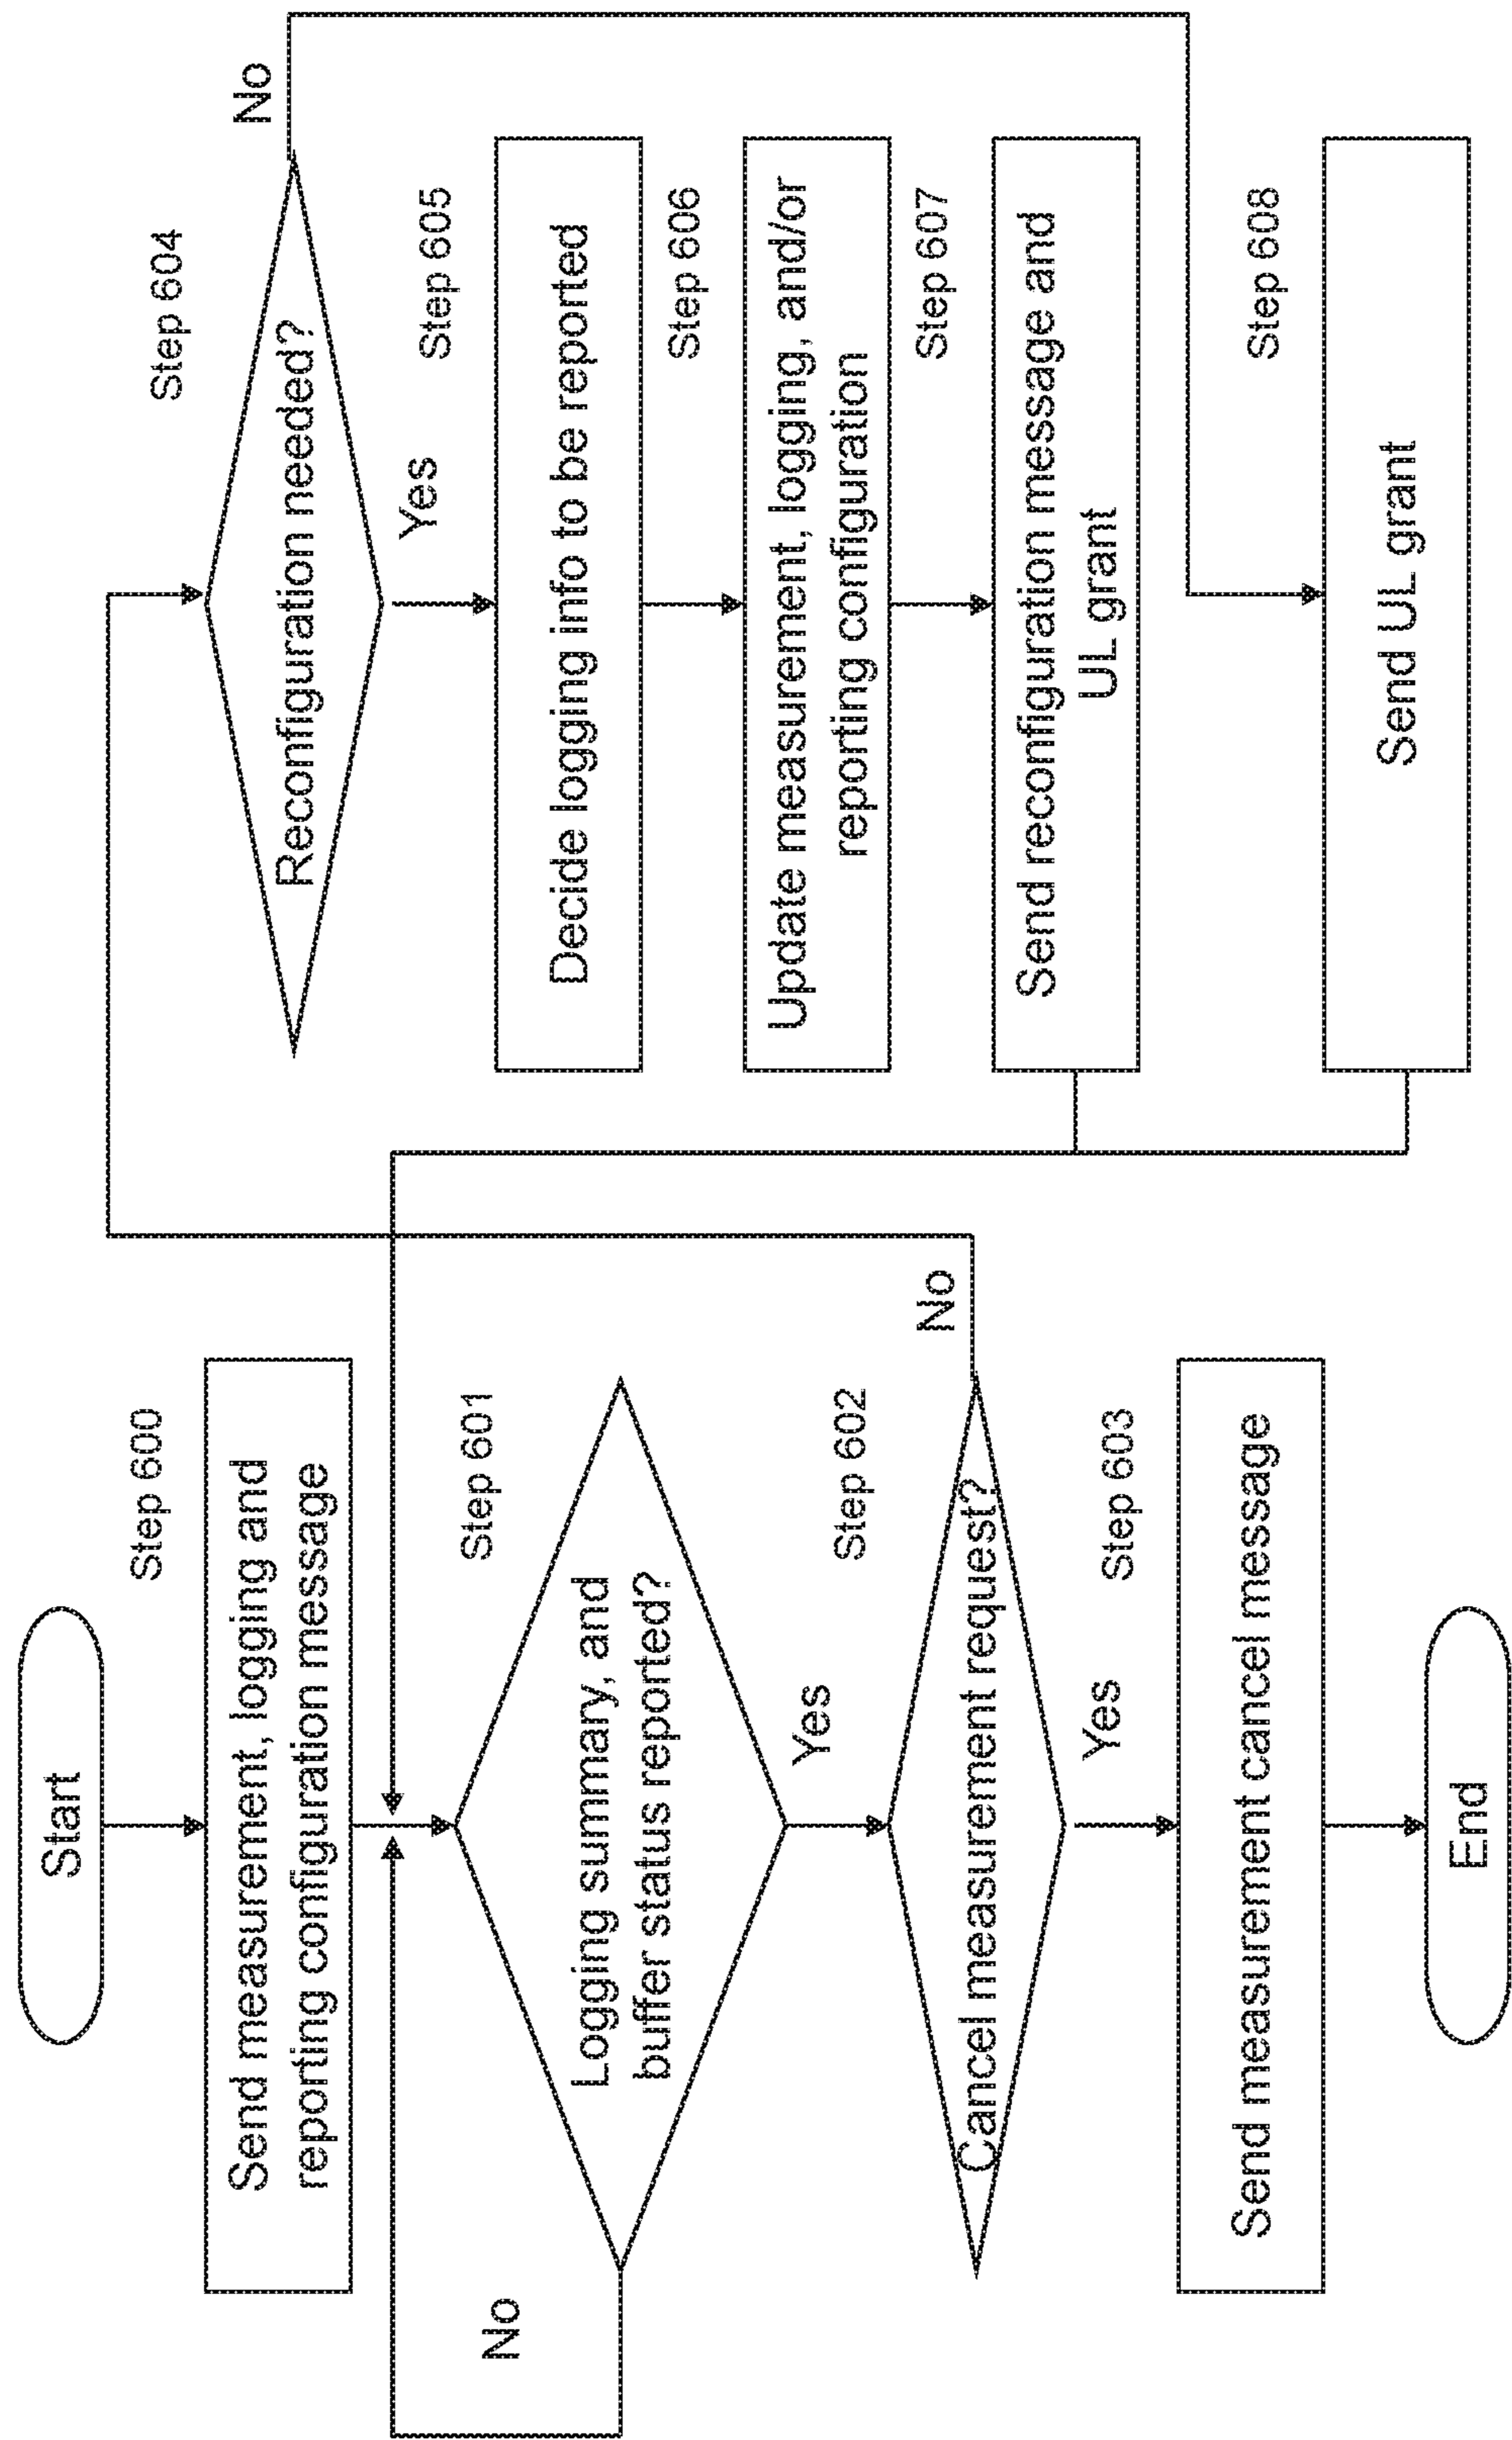 Start
Step 600
Send measurement, logging and
reporting configuration message
Step 601
Logging summary, and
buffer status reported?
No
Yes
Step 602
Cancel measurement request?
No
Yes
Step 603
Send measurement cancel message
End
Step 604
Reconfiguration needed?
No
Yes
Step 605
Decide logging info to be reported
Step 606
Update measurement, logging, and/or
reporting configuration
Step 607
Send reconfiguration message and
UL grant
Step 608
Send UL grant